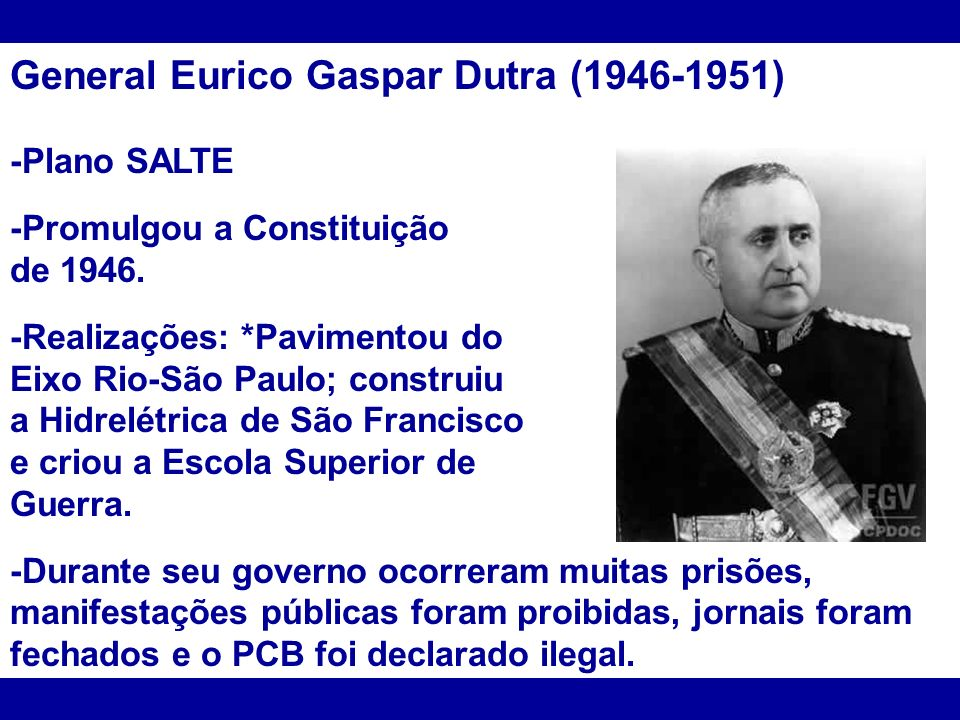 General Eurico Gaspar Dutra (1946-1951)
-Plano SALTE
-Promulgou a Constituição
de 1946.
-Realizações: *Pavimentou do
Eixo Rio-São Paulo; construiu
a Hidrelétrica de São Francisco
e criou a Escola Superior de
Guerra.
FGV
CPDOC
-Durante seu governo ocorreram muitas prisões,
manifestações públicas foram proibidas, jornais foram
fechados e o PCB foi declarado ilegal.